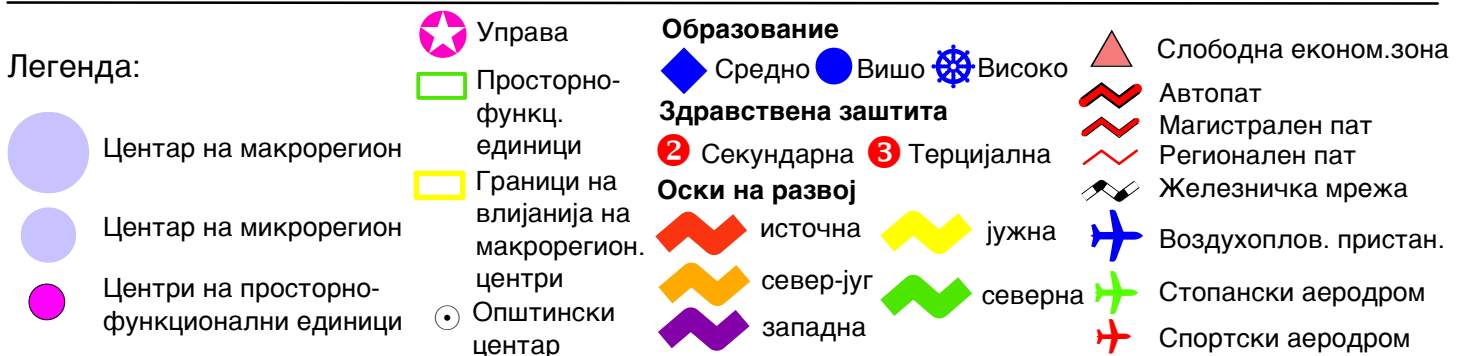 Легенда:
Центар на макрорегион
Центар на микрорегион
Центри на просторно-
функционални единици
Управа
Просторно-
функц.
единици
Граници на
влијанија на
макрорегион.
центри
Општински
центар
Образование
Средно Вишо Високо
Здравствена заштита
2 Секундарна 3 Терцијална
Оски на развој
источна јужна
север-југ северна
западна
Слободна економ.зона
Автопат
Магистрален пат
Регионален пат
Железничка мрежа
Воздухоплов. пристан.
Стопански аеродром
Спортски аеродром